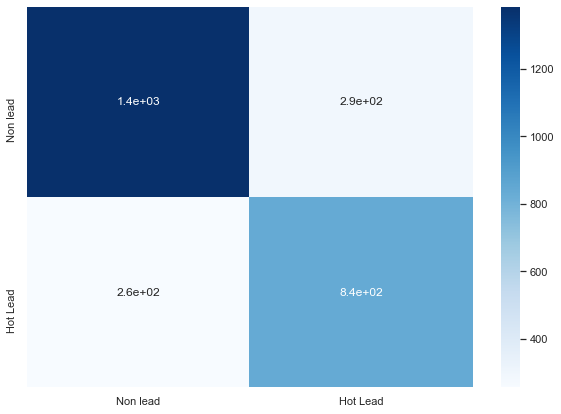 Non lead
1.4e+03
2.9e+02
Hot Lead
2.6e+02
8.4e+02
Non lead
Hot Lead
1200
1000
800
600
400